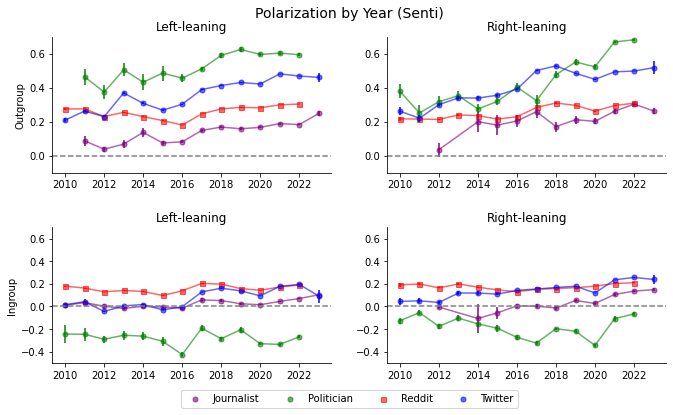 Polarization by Year (Senti)
Left-leaning Right-leaning
Outgroup
0.6 0.4 0.2 0.0
0.6 0.4 0.2 0.0
2010 2012 2014 2016 2018 2020 2022
2010 2012 2014 2016 2018 2020 2022
Left-leaning Right-leaning
Ingroup
0.6 0.4 0.2 0.0 −0.2 −0.4
0.6 0.4 0.2 0.0 −0.2 −0.4
2010 2012 2014 2016 2018 2020 2022
2010 2012 2014 2016 2018 2020 2022
Journalist Politician Reddit Twitter